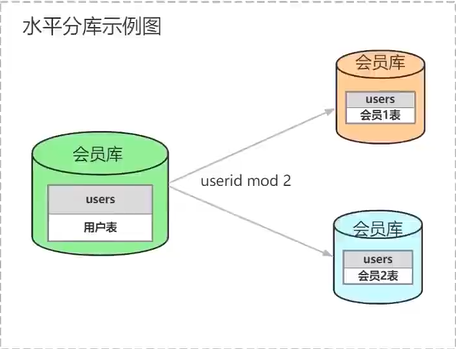 水平分库示例图
会员库
users
用户表
userid mod 2
会员库
users
会员1表
会员库
users
会员2表